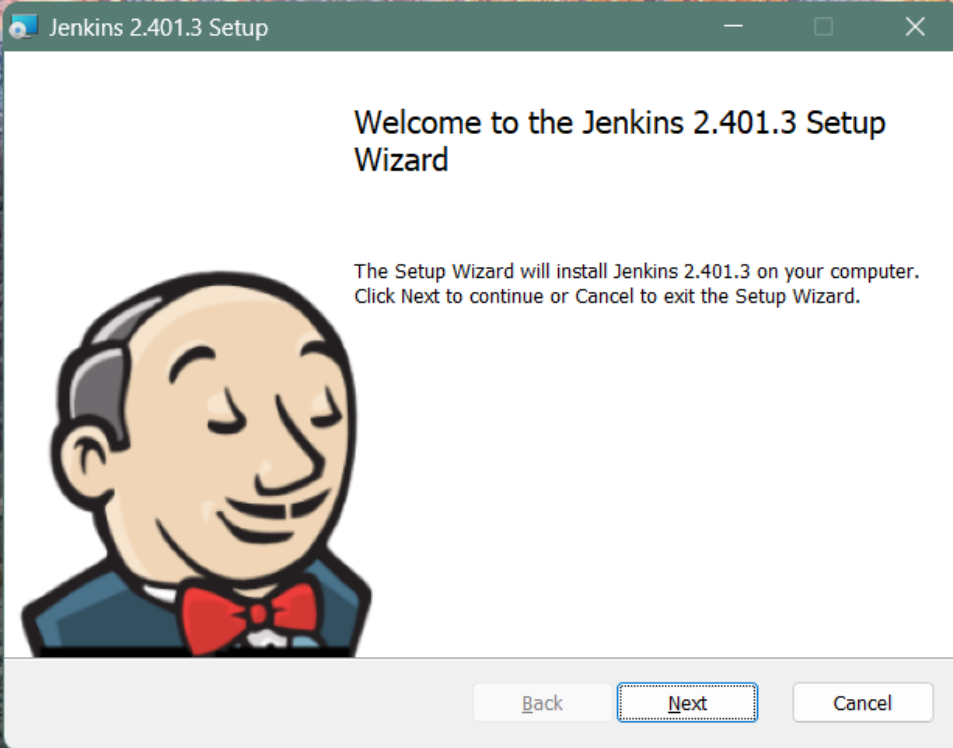 Jenkins 2.401.3 Setup
Welcome to the Jenkins 2.401.3 Setup
Wizard
The Setup Wizard will install Jenkins 2.401.3 on your computer.
Click Next to continue or Cancel to exit the Setup Wizard.
Back
Next
Cancel